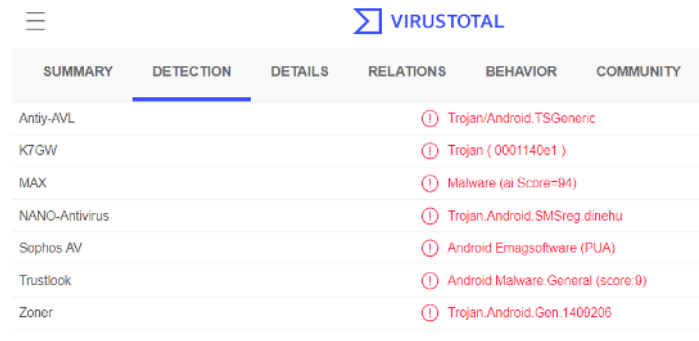 VIRUSTOTAL
SUMMARY DETECTION DETAILS RELATIONS BEHAVIOR COMMUNITY
Antiy-AVL Trojan/Android.TSGeneric
K7GW Trojan ( 0001140e1 )
MAX Malware (ai Score=94)
NANO-Antivirus Trojan.Android.SMSreg.dinehu
Sophos AV Android Emagsoftware (PUA)
Trustlook Android.Malware.General (score:9)
Zoner Trojan.Android.Gen.1409206